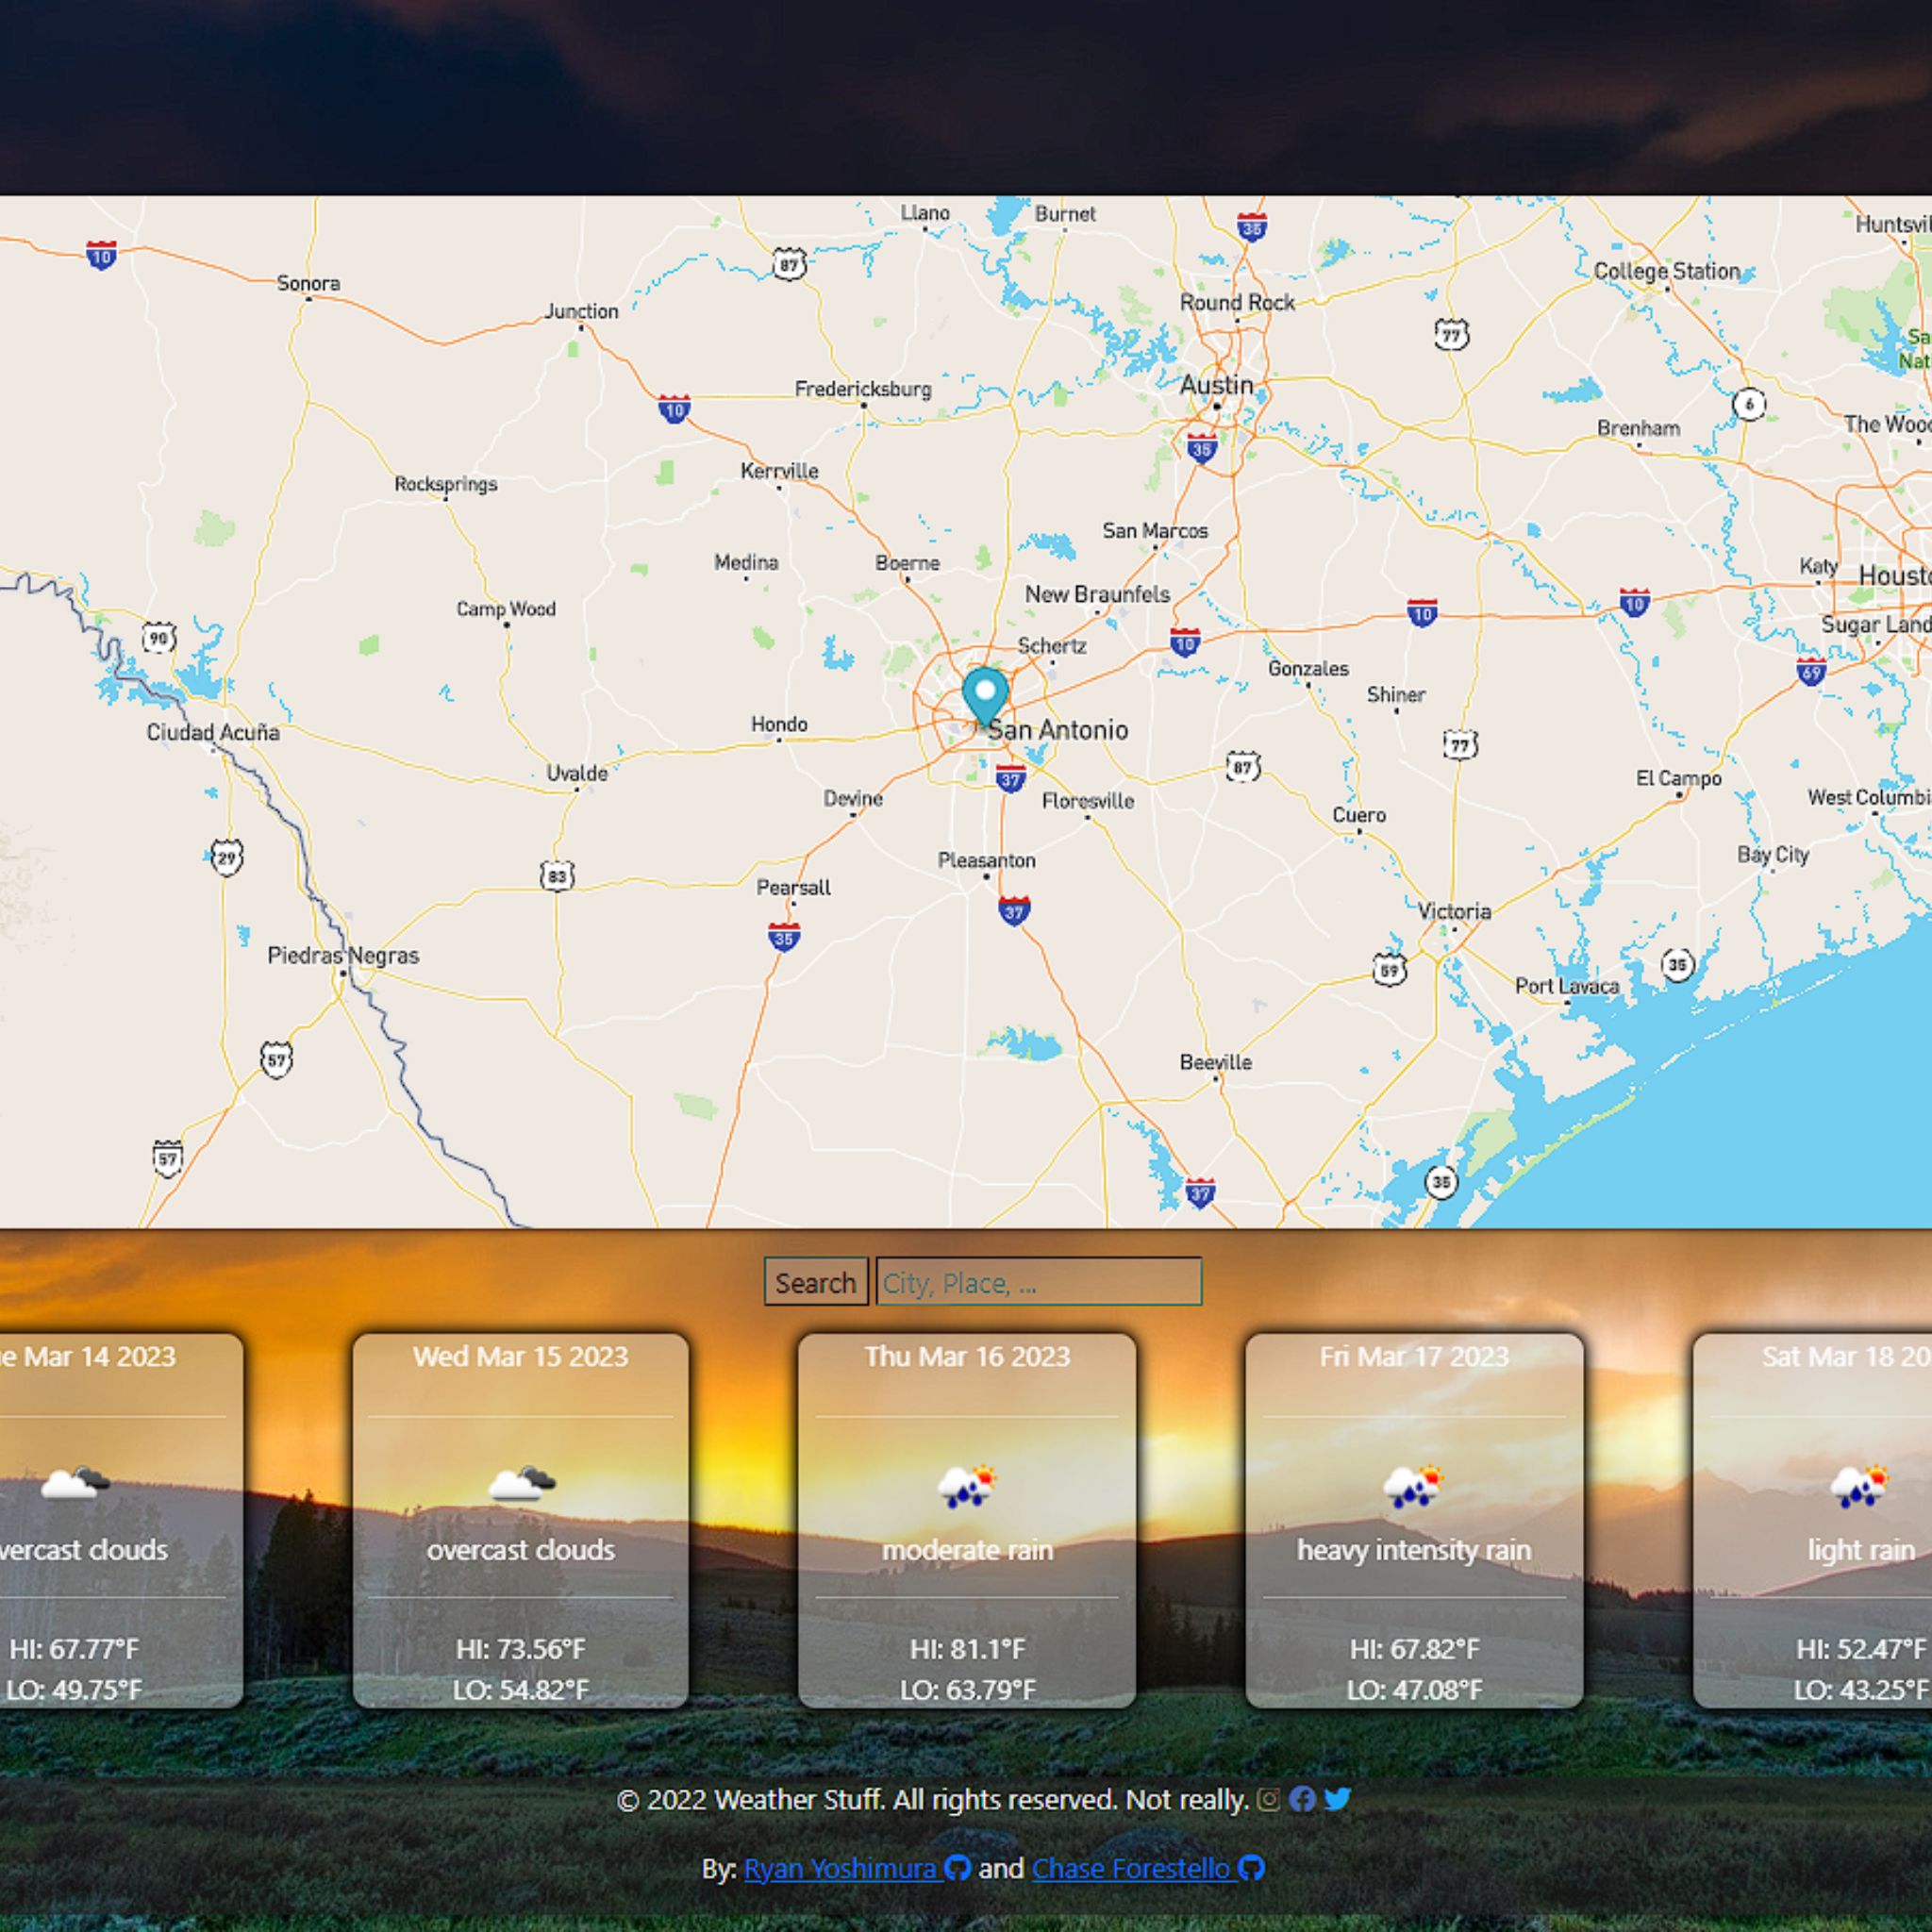 Llano
Burnet
35
Huntsvil
10
87
Sonora
College Station
Junction
Round Rock
77
Sa
Nat
Fredericksburg
Austin
10
6
Brenham
The Wood
35
Kerrville
Rocksprings
San Marcos
Medina
Boerne
Katy
Housto
New Braunfels
Camp Wood
10
10
90
Schertz
10
Sugar Land
Gonzales
69
Shiner
San Antonio
Ciudad Acuña
Hondo
77
Uvalde
37
87
El Campo
Devine
Floresville
West Columbi
Cuero
29
Pleasanton
Bay City
83
Pearsall
37
Victoria
35
Piedras Negras
59
35
Port Lavaca
57
Beeville
57
37
35
Search City, Place, ...
e Mar 14 2023
vercast clouds
HI: 67.77°F
LO: 49.75°F
Wed Mar 15 2023
overcast clouds
HI: 73.56°F
LO: 54.82°F
Thu Mar 16 2023
moderate rain
HI: 81.1°F
LO: 63.79°F
Fri Mar 17 2023
heavy intensity rain
HI: 67.82°F
LO: 47.08°F
Sat Mar 18 20
light rain
HI: 52.47°F
LO: 43.25°F
© 2022 Weather Stuff. All rights reserved. Not really.
By: Ryan Yoshimura and Chase Forestello